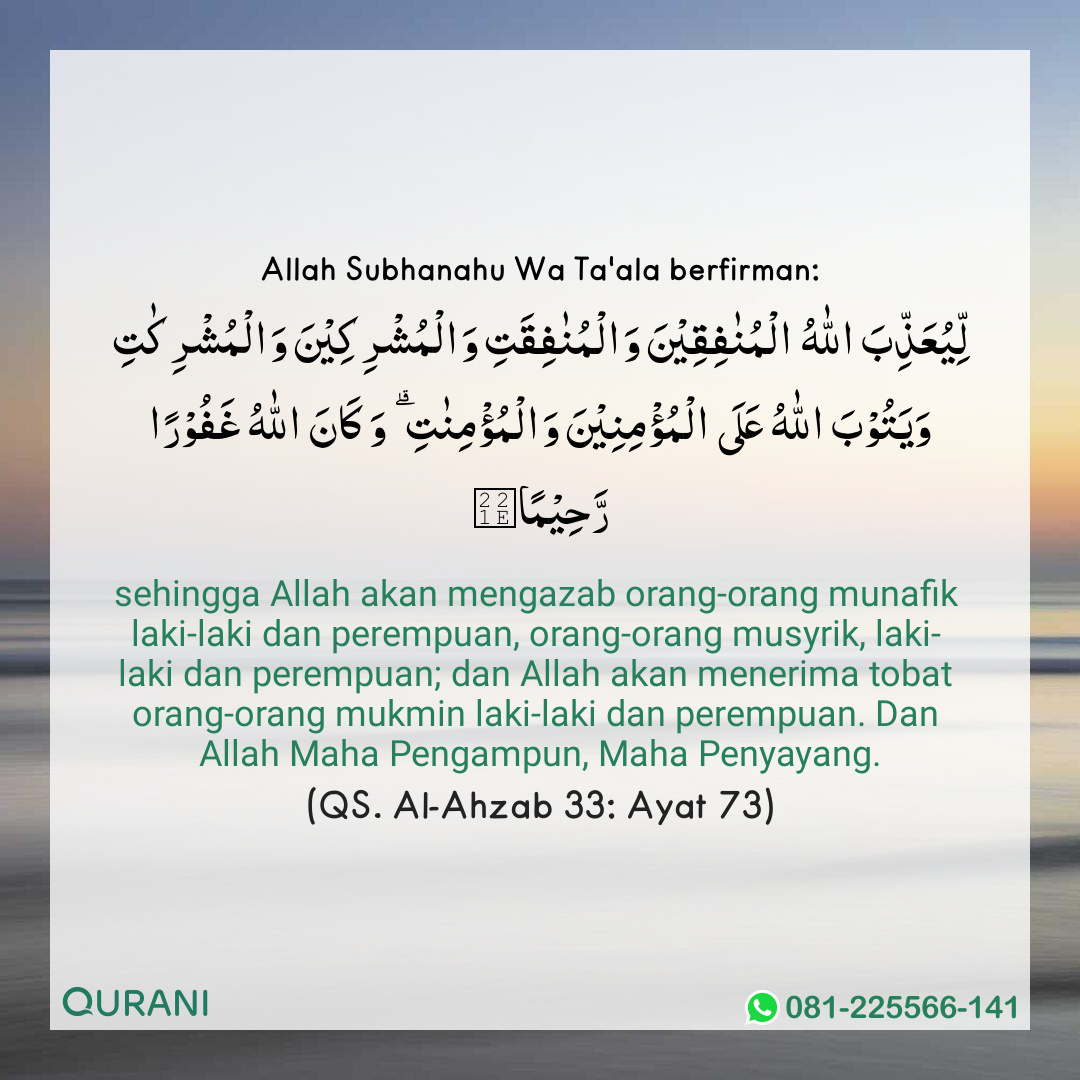 Allah Subhanahu Wa Ta'ala berfirman:
لِّيُعَذِّبَ اللّٰهُ الْمُنٰفِقِيْنَ وَالْمُنٰفِقٰتِ وَالْمُشْرِكِيْنَ وَالْمُشْرِكٰتِ
وَيَتُوْبَ اللّٰهُ عَلَى الْمُؤْمِنِيْنَ وَالْمُؤْمِنٰتِ ۗ وَكَانَ اللّٰهُ غَفُوْرًا
رَّحِيْمًا
sehingga Allah akan mengazab orang-orang munafik
laki-laki dan perempuan, orang-orang musyrik, laki-
laki dan perempuan; dan Allah akan menerima tobat
orang-orang mukmin laki-laki dan perempuan. Dan
Allah Maha Pengampun, Maha Penyayang.
(QS. Al-Ahzab 33: Ayat 73)
QURANI
081-225566-141